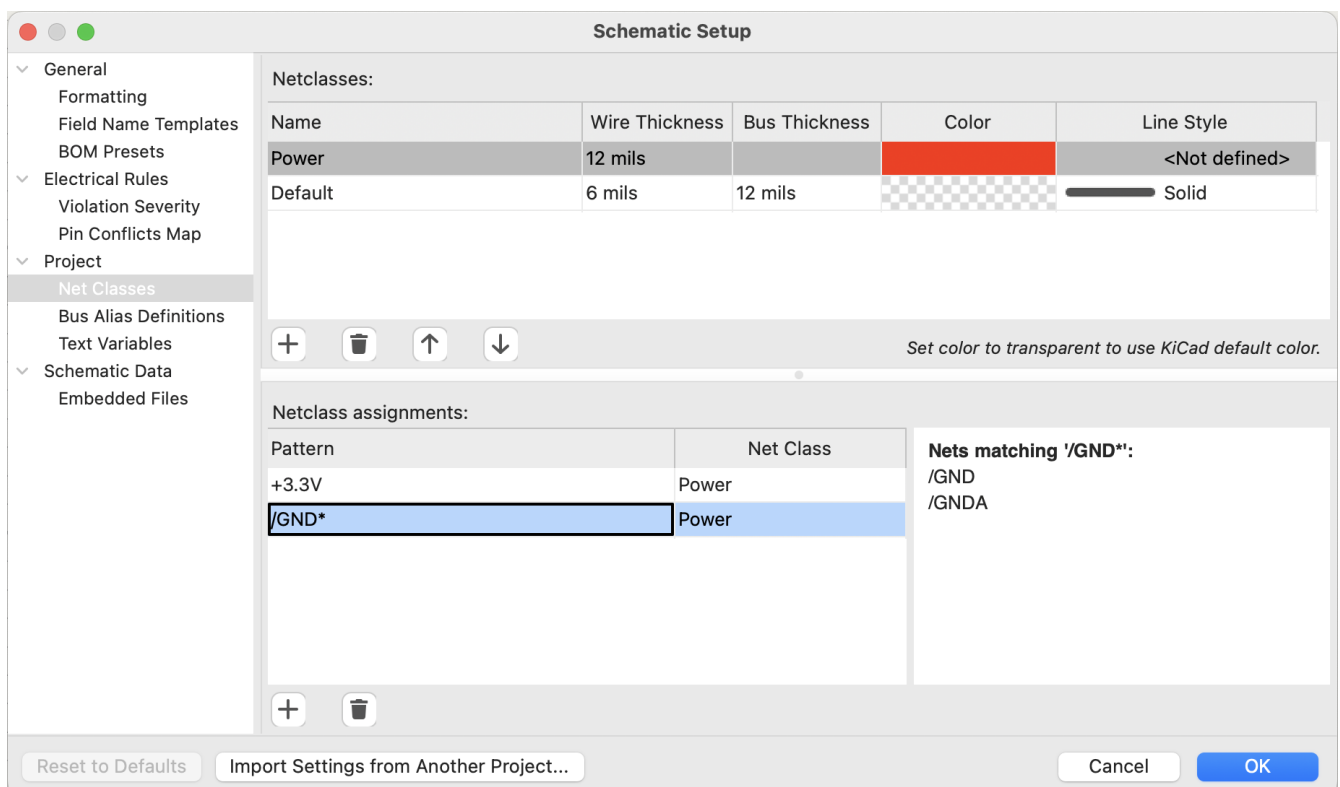 Schematic Setup
General
Formatting
Field Name Templates
BOM Presets
Electrical Rules
Violation Severity
Pin Conflicts Map
Project
Net Classes
Bus Alias Definitions
Text Variables
Schematic Data
Embedded Files
Netclasses:
Name Wire Thickness Bus Thickness Color Line Style
Power 12 mils <Not defined>
Default 6 mils 12 mils Solid
Set color to transparent to use KiCad default color.
Netclass assignments:
Pattern Net Class
+3.3V Power
/GND* Power
Nets matching '/GND*':
/GND
/GNDA
Reset to Defaults Import Settings from Another Project... Cancel OK